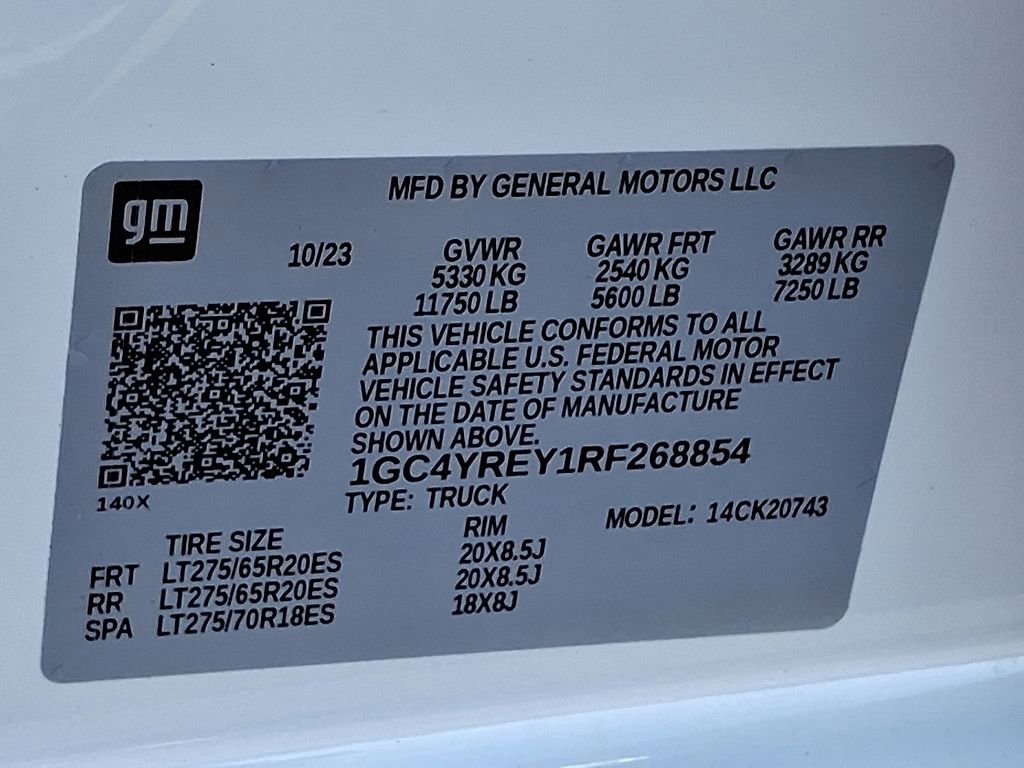 gm
MFD BY GENERAL MOTORS LLC
10/23 GVWR GAWR FRT GAWR RR
5330 KG 2540 KG 3289 KG
11750 LB 5600 LB 7250 LB
THIS VEHICLE CONFORMS TO ALL
APPLICABLE U.S. FEDERAL MOTOR
VEHICLE SAFETY STANDARDS IN EFFECT
ON THE DATE OF MANUFACTURE
SHOWN ABOVE.
1GC4YREY1RF268854
140X
TYPE: TRUCK
MODEL: 14CK20743
TIRE SIZE RIM
FRT LT275/65R20ES 20X8.5J
RR LT275/65R20ES 20X8.5J
SPA LT275/70R18ES 18X8J